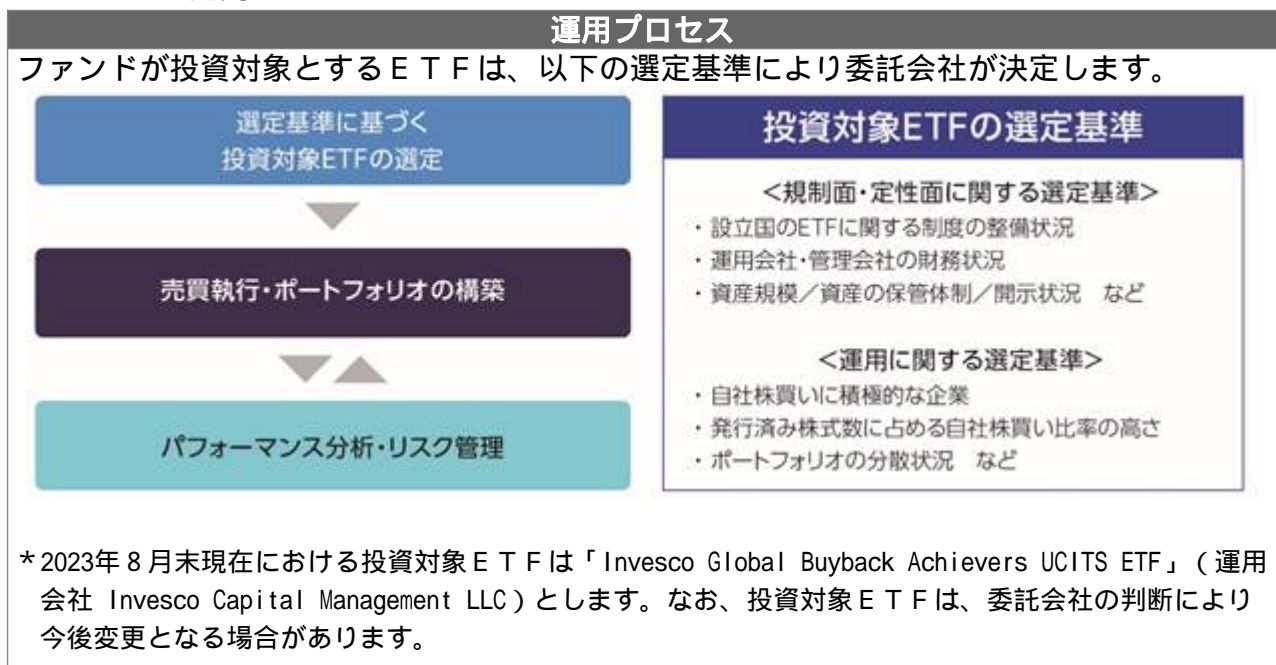 運用プロセス
ファンドが投資対象とするＥＴＦは、以下の選定基準により委託会社が決定します。
選定基準に基づく
投資対象ETFの選定
売買執行・ポートフォリオの構築
パフォーマンス分析・リスク管理
投資対象ETFの選定基準
＜規制面・定性面に関する選定基準＞
・設立国のETFに関する制度の整備状況
・運用会社・管理会社の財務状況
・資産規模／資産の保管体制／開示状況　など
＜運用に関する選定基準＞
・自社株買いに積極的な企業
・発行済み株式数に占める自社株買い比率の高さ
・ポートフォリオの分散状況　など
＊2023年８月末現在における投資対象ＥＴＦは「Invesco Global Buyback Achievers UCITS ETF」（運用
会社 Invesco Capital Management LLC）とします。なお、投資対象ＥＴＦは、委託会社の判断により
今後変更となる場合があります。